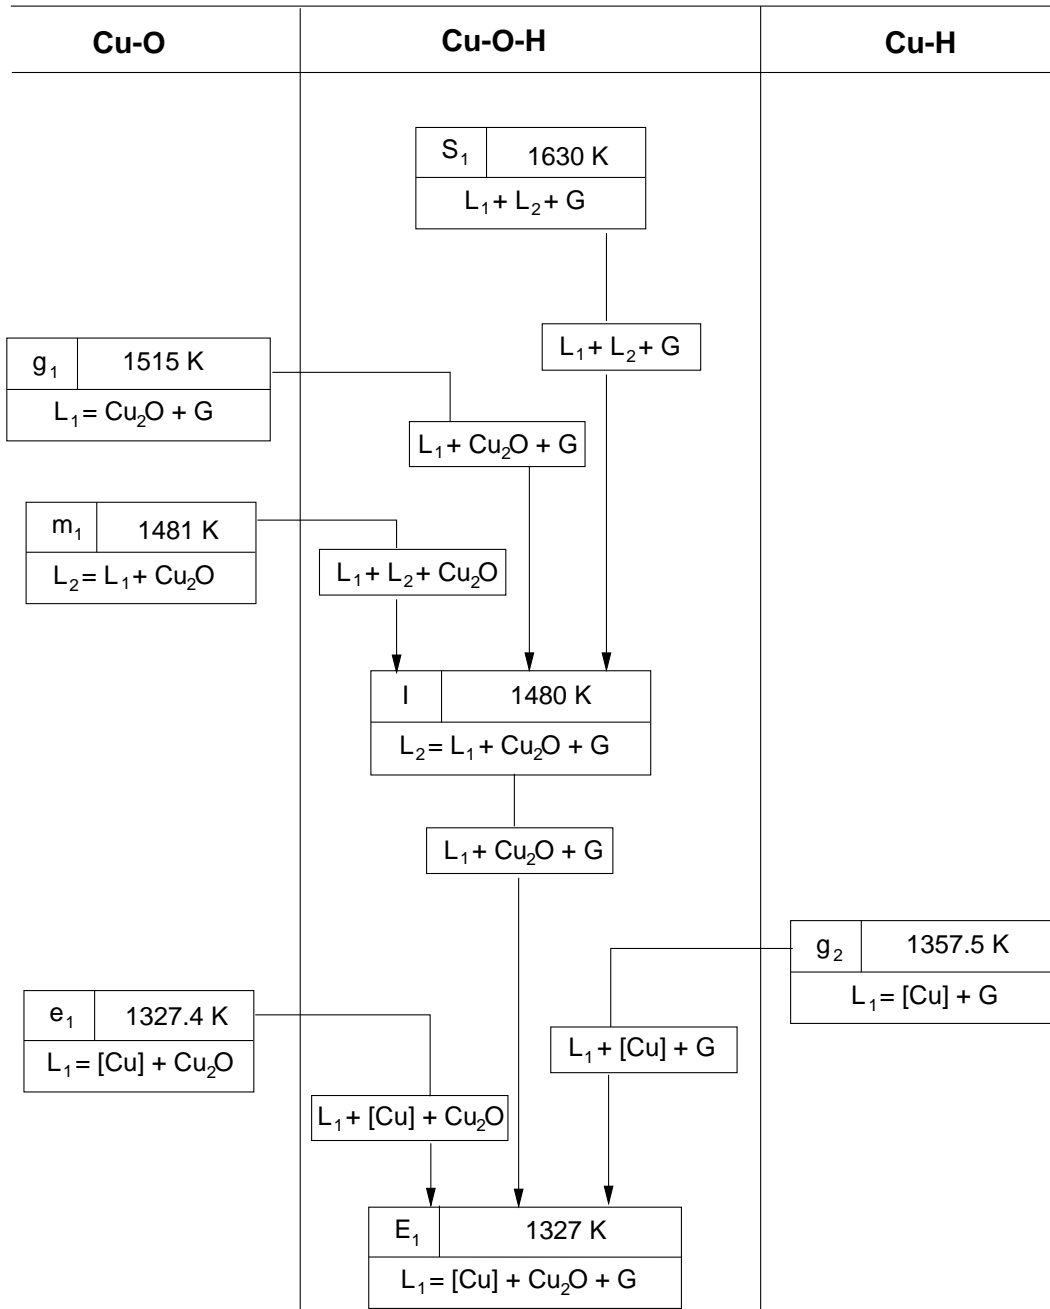 Cu-O Cu-O-H Cu-H
S₁ 1630 K
L₁ + L₂ + G
L₁ + L₂ + G
g₁ 1515 K
L₁ = Cu₂O + G
L₁ + Cu₂O + G
m₁ 1481 K
L₂ = L₁ + Cu₂O
L₁ + L₂ + Cu₂O
I 1480 K
L₂ = L₁ + Cu₂O + G
L₁ + Cu₂O + G
g₂ 1357.5 K
L₁ = [Cu] + G
e₁ 1327.4 K
L₁ = [Cu] + Cu₂O
L₁ + [Cu] + G
L₁ + [Cu] + Cu₂O
E₁ 1327 K
L₁ = [Cu] + Cu₂O + G